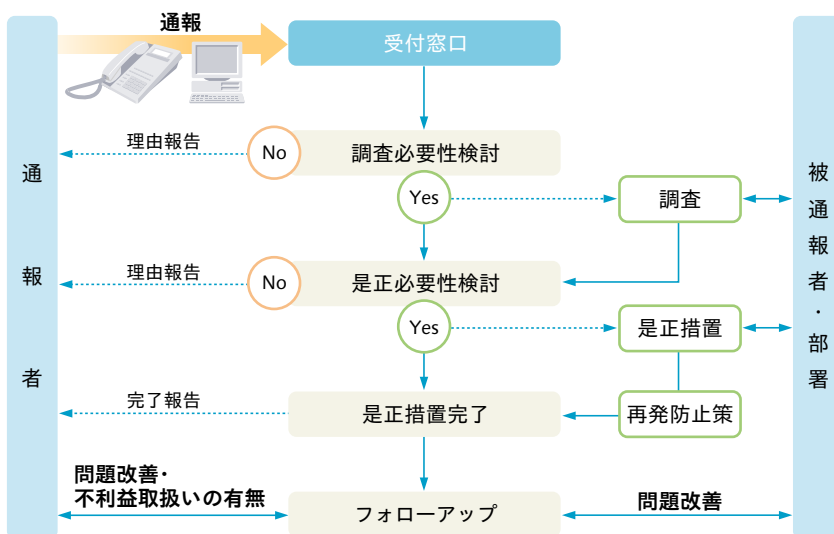 通報
受付窓口
通報者
被通報者・部署
理由報告
No
調査必要性検討
Yes
調査
理由報告
No
是正必要性検討
Yes
是正措置
完了報告
是正措置完了
再発防止策
問題改善・
不利益取扱いの有無
フォローアップ
問題改善